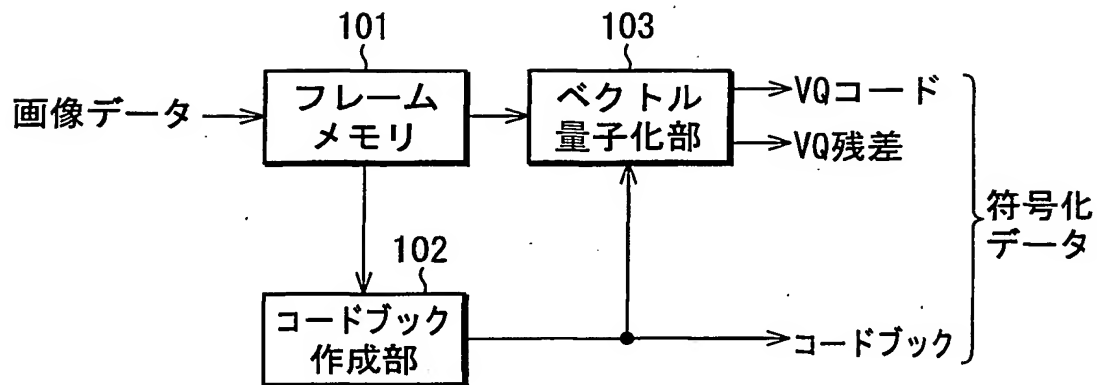 101
103
画像データ
フレーム
メモリ
ベクトル
量子化部
VQコード
VQ残差
符号化
データ
102
コードブック
作成部
コードブック